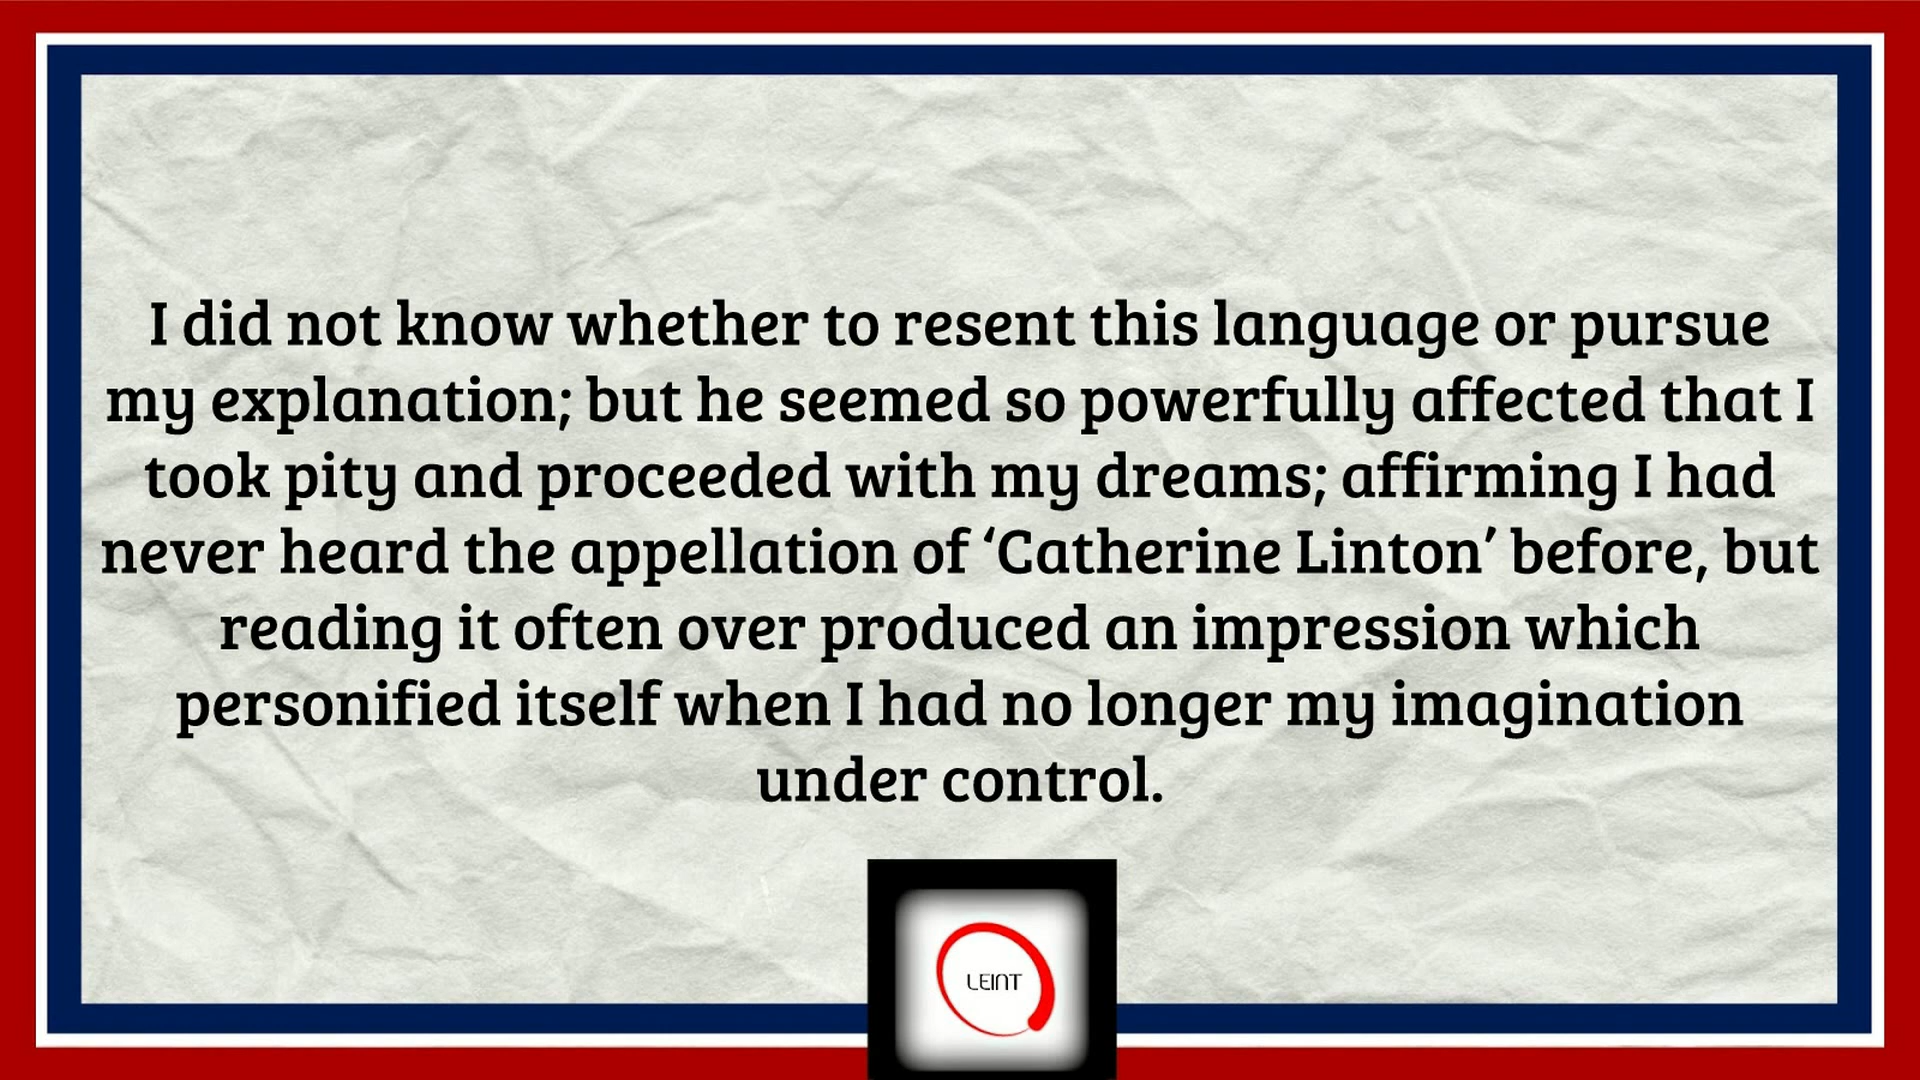 I did not know whether to resent this language or pursue
my explanation; but he seemed so powerfully affected that I
took pity and proceeded with my dreams; affirming I had
never heard the appellation of ‘Catherine Linton’ before, but
reading it often over produced an impression which
personified itself when I had no longer my imagination
under control.
LEINT